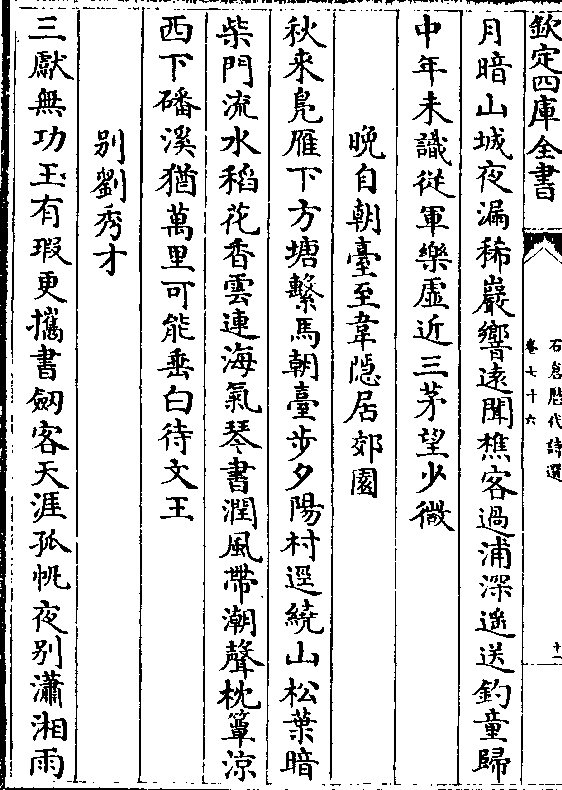 欽定四庫全書
石倉歷代詩選
卷七十六
十一
月暗山城夜漏稀巖響遠聞樵客過浦深遥送釣童歸
中年未識從軍樂虛近三茅望少微
晚自朝臺至韋隠居郊園
秋來鳬雁下方塘繫馬朝臺步夕陽村逕繞山松葉暗
柴門流水稻花香雲連海氣琴書潤風帶潮聲枕簟涼
西下磻溪猶萬里可能垂白待文王
别劉秀才
三獻無功玉有瑕更攜書劒客天涯孤帆夜别瀟湘雨